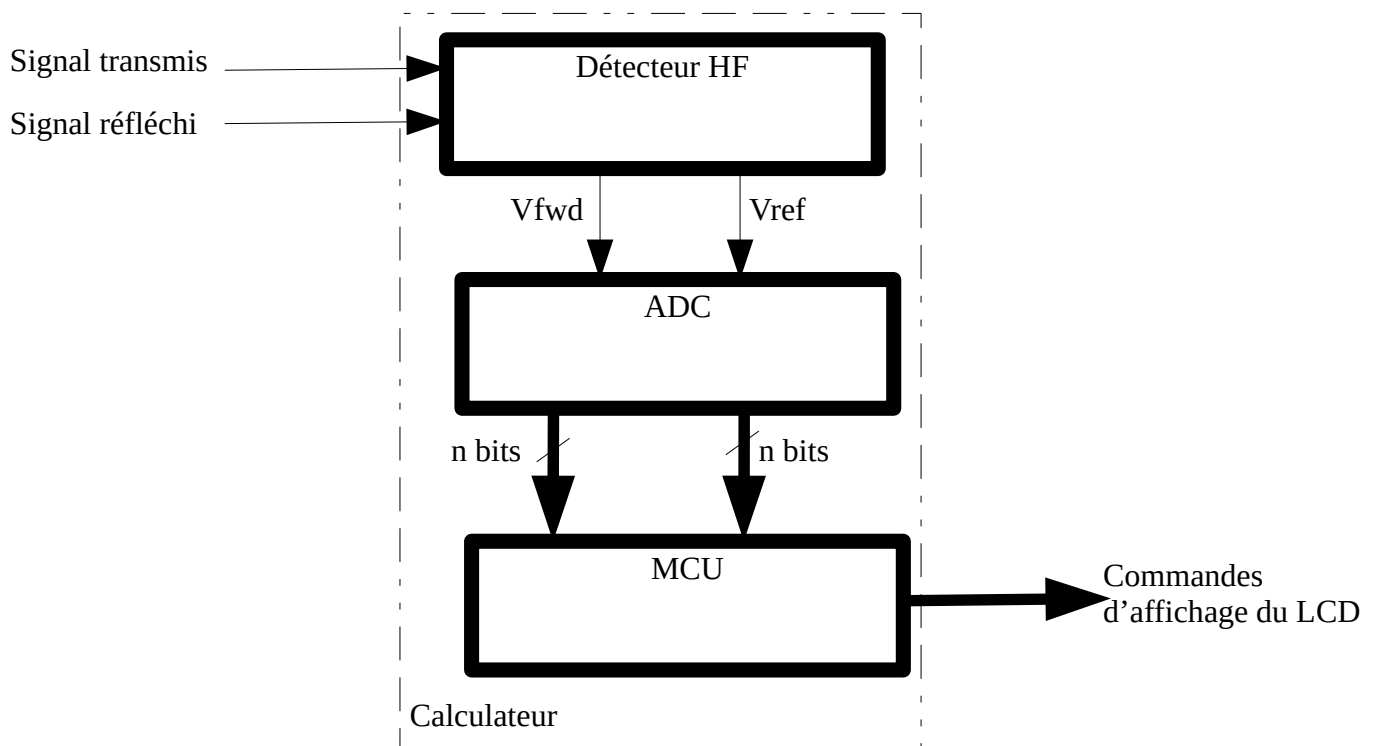 Signal transmis
Détecteur HF
Signal réfléchi
Vfwd
Vref
ADC
n bits
n bits
MCU
Commandes
d’affichage du LCD
Calculateur